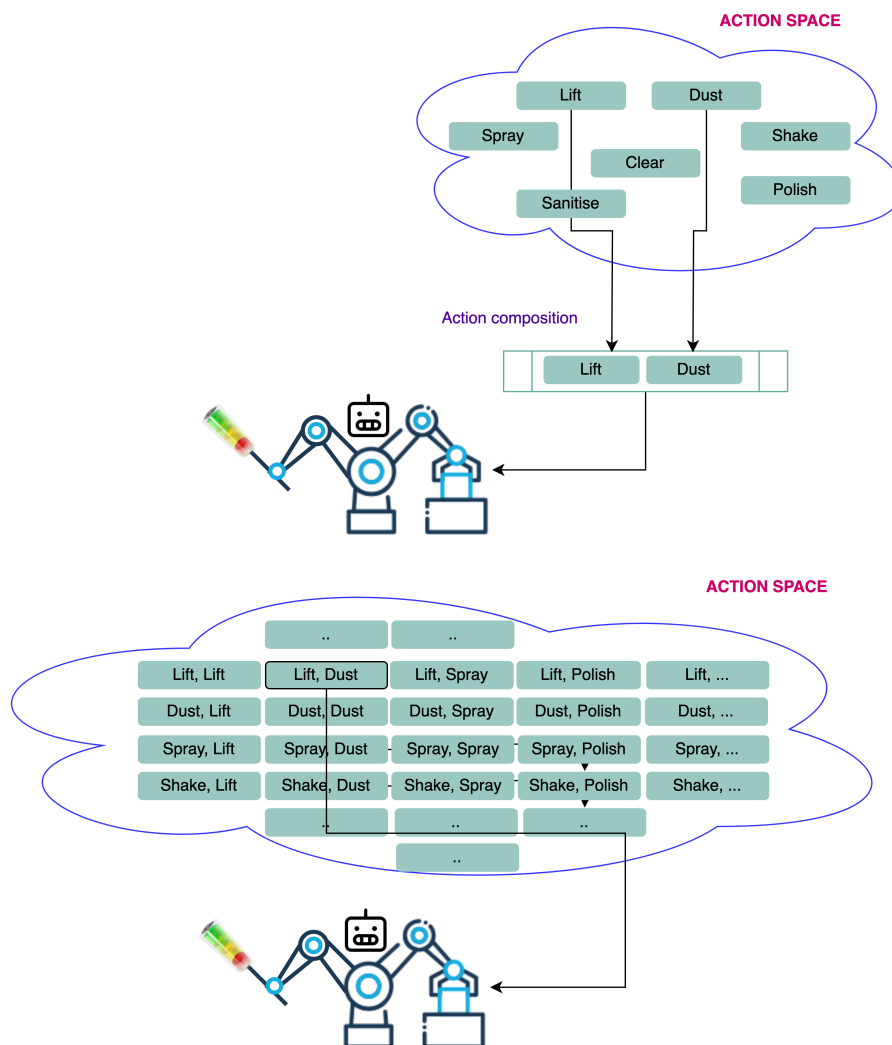 ACTION SPACE
Lift
Dust
Spray
Shake
Clear
Polish
Sanitise
Action composition
Lift
Dust
ACTION SPACE
..
..
Lift, Lift
Lift, Dust
Lift, Spray
Lift, Polish
Lift, ...
Dust, Lift
Dust, Dust
Dust, Spray
Dust, Polish
Dust, ...
Spray, Lift
Spray, Dust
Spray, Spray
Spray, Polish
Spray, ...
Shake, Lift
Shake, Dust
Shake, Spray
Shake, Polish
Shake, ...
..
..
..
..